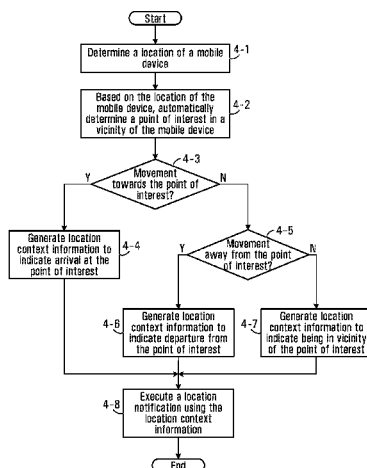 Start
Determine a location of a mobile
device
4-1
Based on the location of the
mobile device, automatically
determine a point of interest in a
vicinity of the mobile device
4-2
4-3
Movement
towards the point of
interest?
Y
N
Generate location
context information to
indicate arrival at the
point of interest
4-4
4-5
Movement
away from the point
of interest?
Y
N
4-6
Generate location
context information to
indicate departure from
the point of interest
4-7
Generate location
context information to
indicate being in vicinity
of the point of interest
4-8
Execute a location
notification using the
location context
information
End